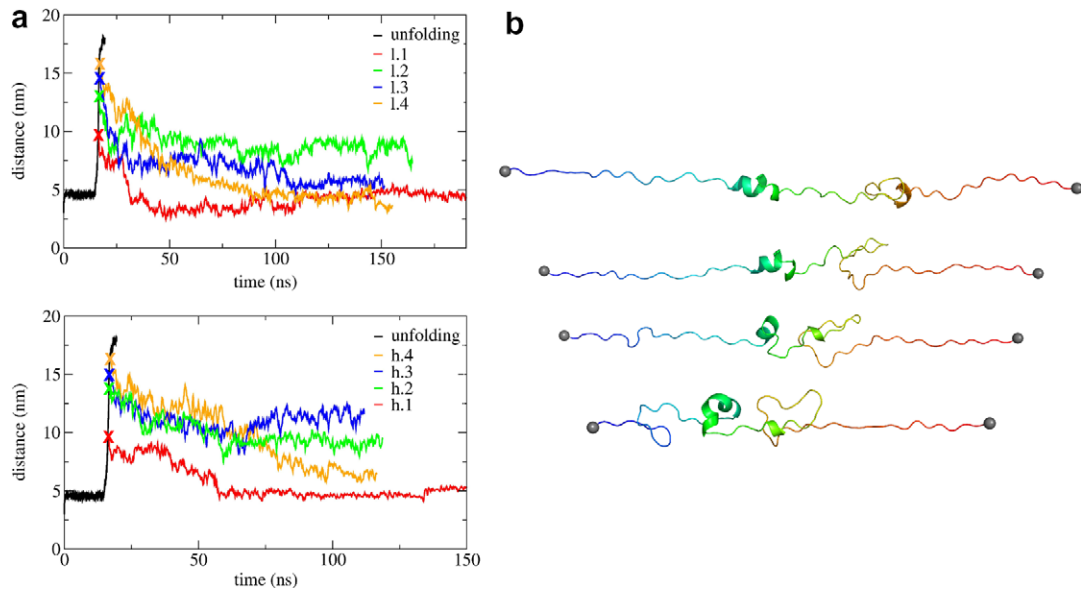 a
b
20
15
10
5
0
distance (nm)
unfolding
l.1
l.2
l.3
l.4
0
50
100
150
time (ns)
20
15
10
5
0
distance (nm)
unfolding
h.4
h.3
h.2
h.1
0
50
100
150
time (ns)